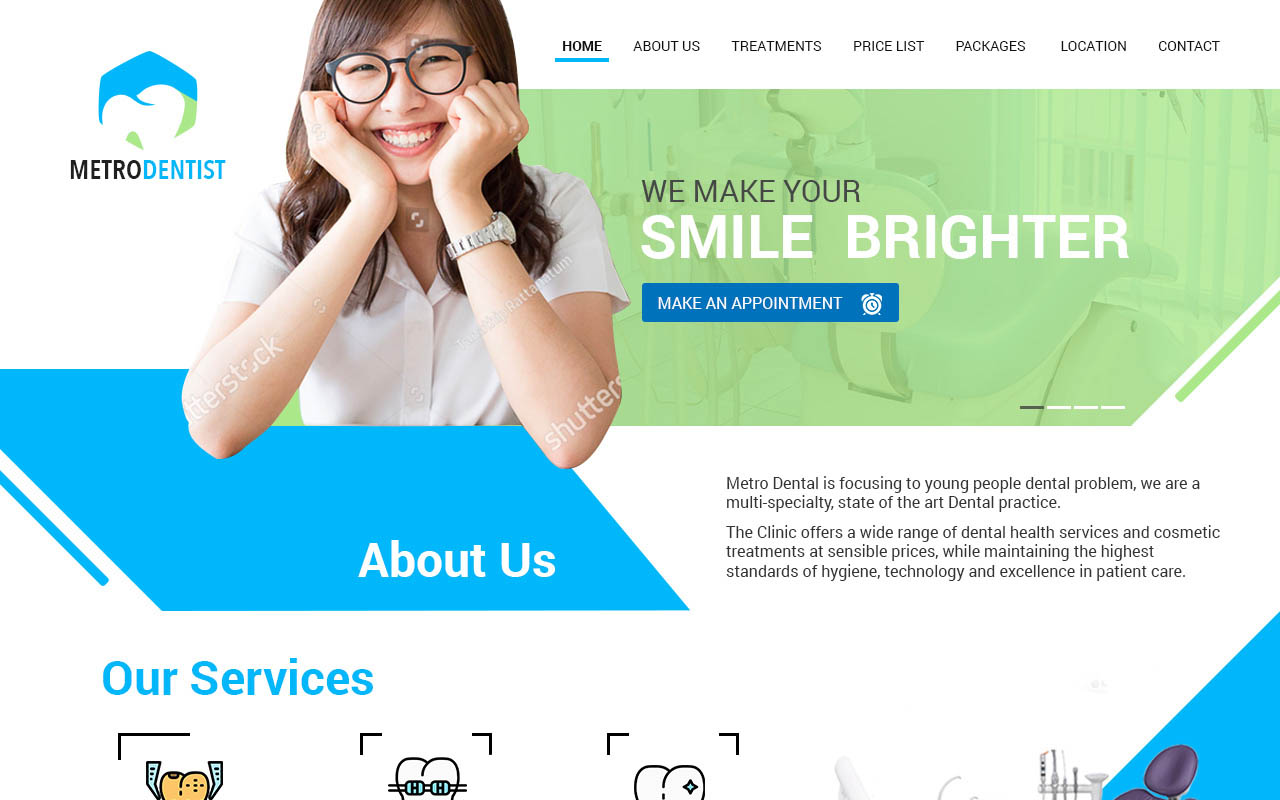 HOME
ABOUT US
TREATMENTS
PRICE LIST
PACKAGES
LOCATION
CONTACT
METRODENTIST
WE MAKE YOUR
SMILE BRIGHTER
MAKE AN APPOINTMENT
shutterstock
shutters
Metro Dental is focusing to young people dental problem, we are a
multi-specialty, state of the art Dental practice.
The Clinic offers a wide range of dental health services and cosmetic
treatments at sensible prices, while maintaining the highest
standards of hygiene, technology and excellence in patient care.
About Us
Our Services